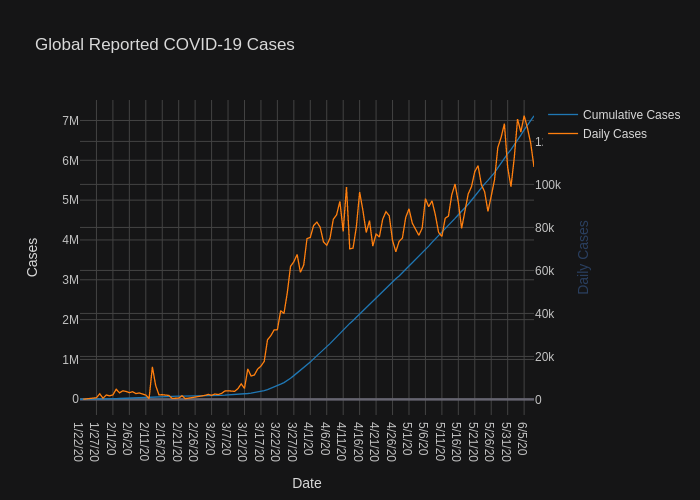 Global Reported COVID-19 Cases
Cumulative Cases
Daily Cases
7M
6M
5M
4M
3M
2M
1M
0
Cases
100k
80k
60k
40k
20k
0
Daily Cases
1/22/20
1/27/20
2/1/20
2/6/20
2/11/20
2/16/20
2/21/20
2/26/20
3/2/20
3/7/20
3/12/20
3/17/20
3/22/20
3/27/20
4/1/20
4/6/20
4/11/20
4/16/20
4/21/20
4/26/20
5/1/20
5/6/20
5/11/20
5/16/20
5/21/20
5/26/20
5/31/20
6/5/20
Date